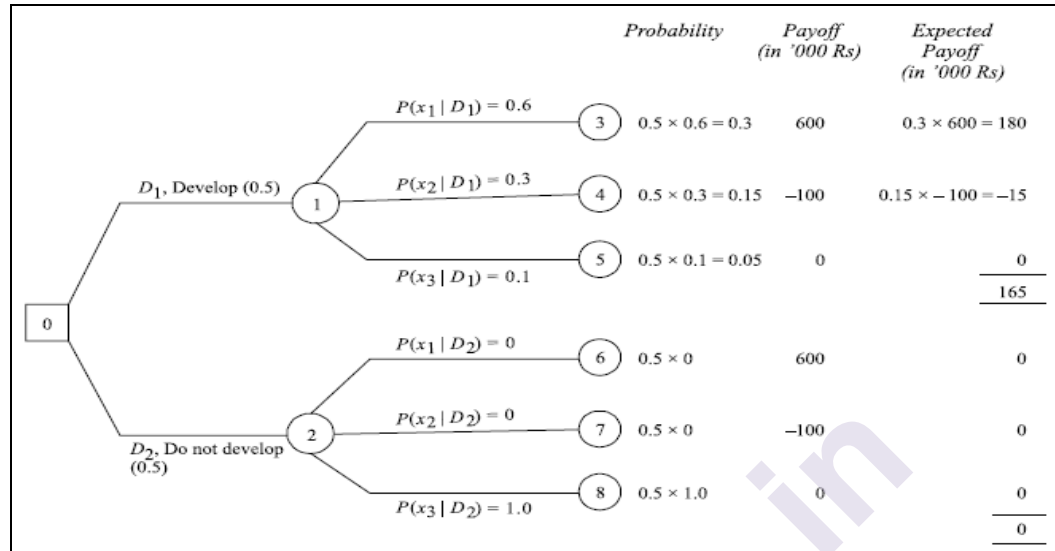 Probability Payoff Expected
(in '000 Rs) Payoff
(in '000 Rs)
P(x1 | D1) = 0.6
3 0.5 × 0.6 = 0.3 600 0.3 × 600 = 180
D1, Develop (0.5)
1
P(x2 | D1) = 0.3
4 0.5 × 0.3 = 0.15 –100 0.15 × – 100 = –15
5 0.5 × 0.1 = 0.05 0 0
P(x3 | D1) = 0.1
165
0
P(x1 | D2) = 0
6 0.5 × 0 600 0
P(x2 | D2) = 0
2
7 0.5 × 0 –100 0
D2, Do not develop
(0.5)
8 0.5 × 1.0 0 0
P(x3 | D2) = 1.0
0
in